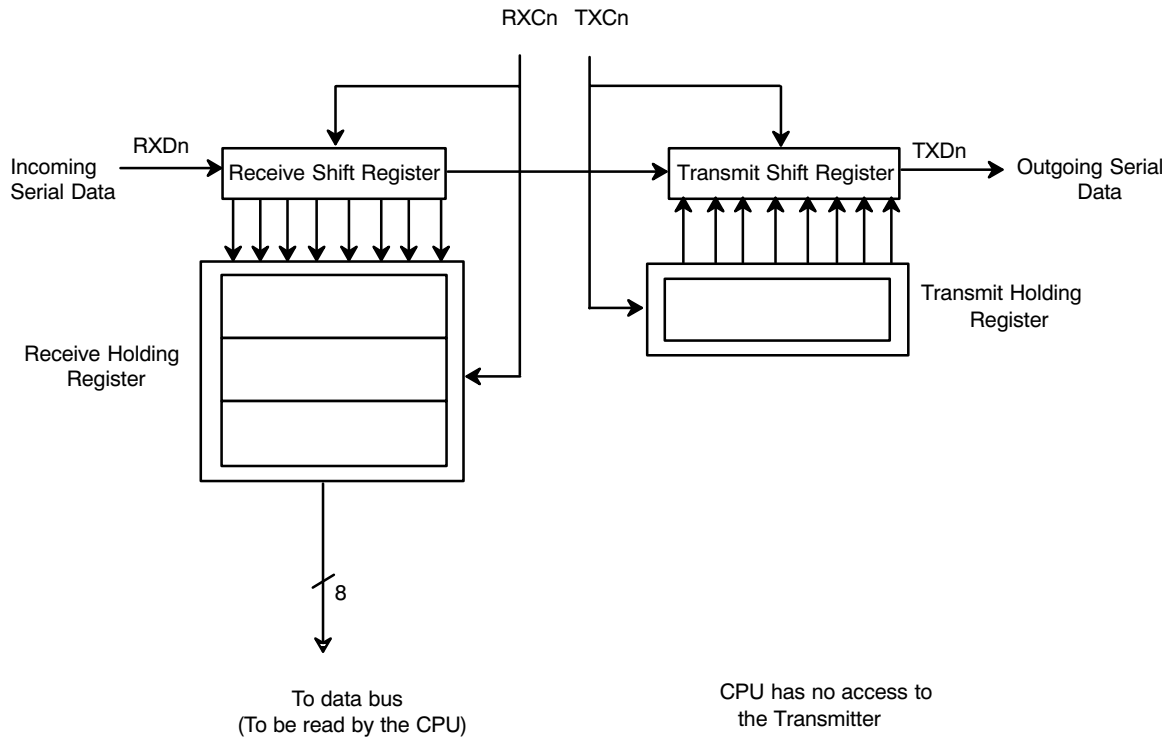 RXCn TXCn
RXDn
Incoming
Serial Data
Receive Shift Register
Transmit Shift Register
TXDn
Outgoing Serial
Data
Receive Holding
Register
Transmit Holding
Register
8
To data bus
(To be read by the CPU)
CPU has no access to
the Transmitter